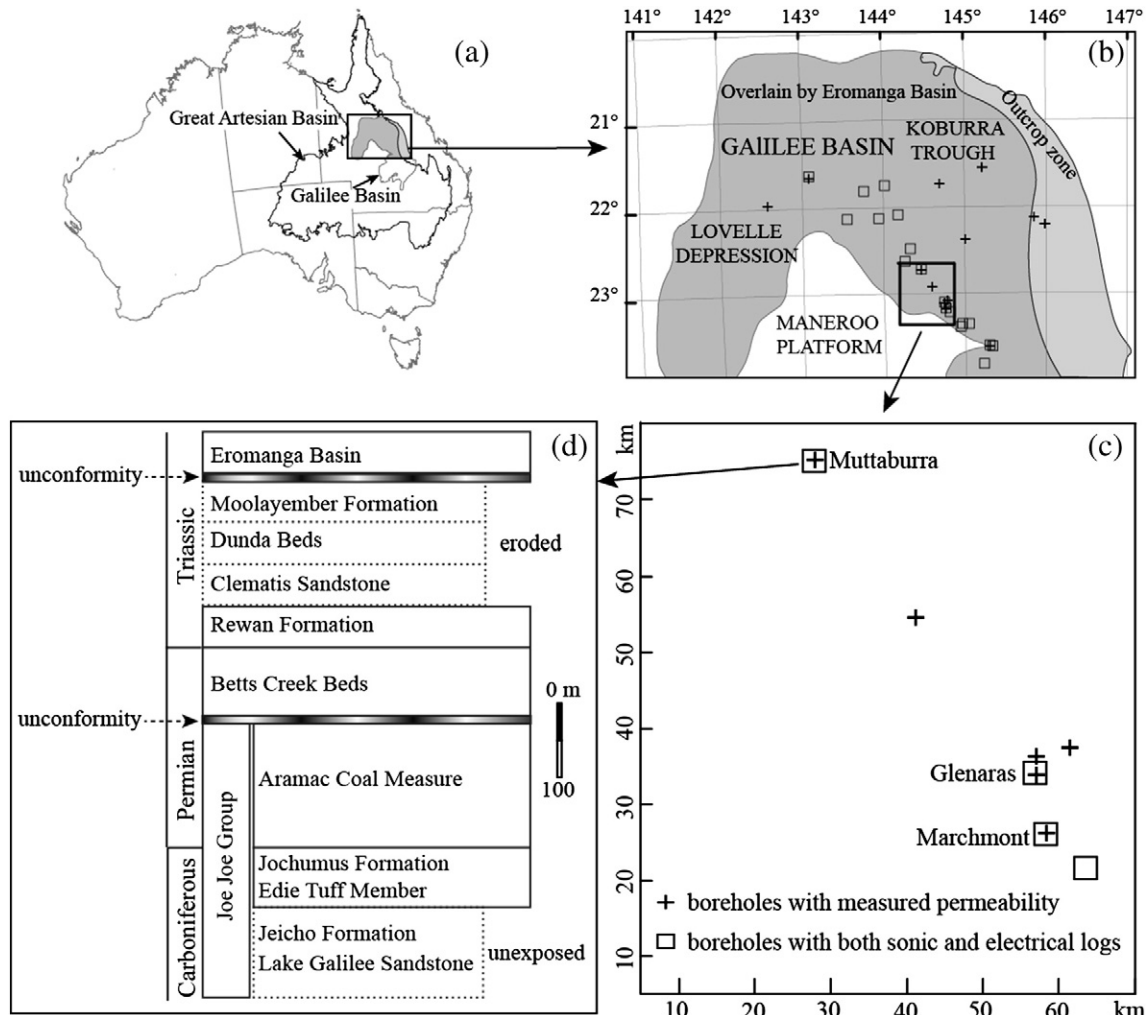 (a)
Great Artesian Basin
Galilee Basin
141° 142° 143° 144° 145° 146° 147°
(b)
Overlain by Eromanga Basin
Outcrop zone
21°
GAlILEE BASIN
KOBURRA
TROUGH
22°
LOVELLE
DEPRESSION
23°
MANEROO
PLATFORM
(d)
Eromanga Basin
unconformity
Moolayember Formation
Dunda Beds
eroded
Clematis Sandstone
Triassic
Rewan Formation
Betts Creek Beds
0 m
unconformity
100
Aramac Coal Measure
Permian
Joe Joe Group
Jochumus Formation
Edie Tuff Member
Carboniferous
Jeicho Formation
Lake Galilee Sandstone
unexposed
(c)
km
Muttaburra
70
60
50
40
Glenaras
30
Marchmont
20
boreholes with measured permeability
boreholes with both sonic and electrical logs
10
10 20 30 40 50 60 km